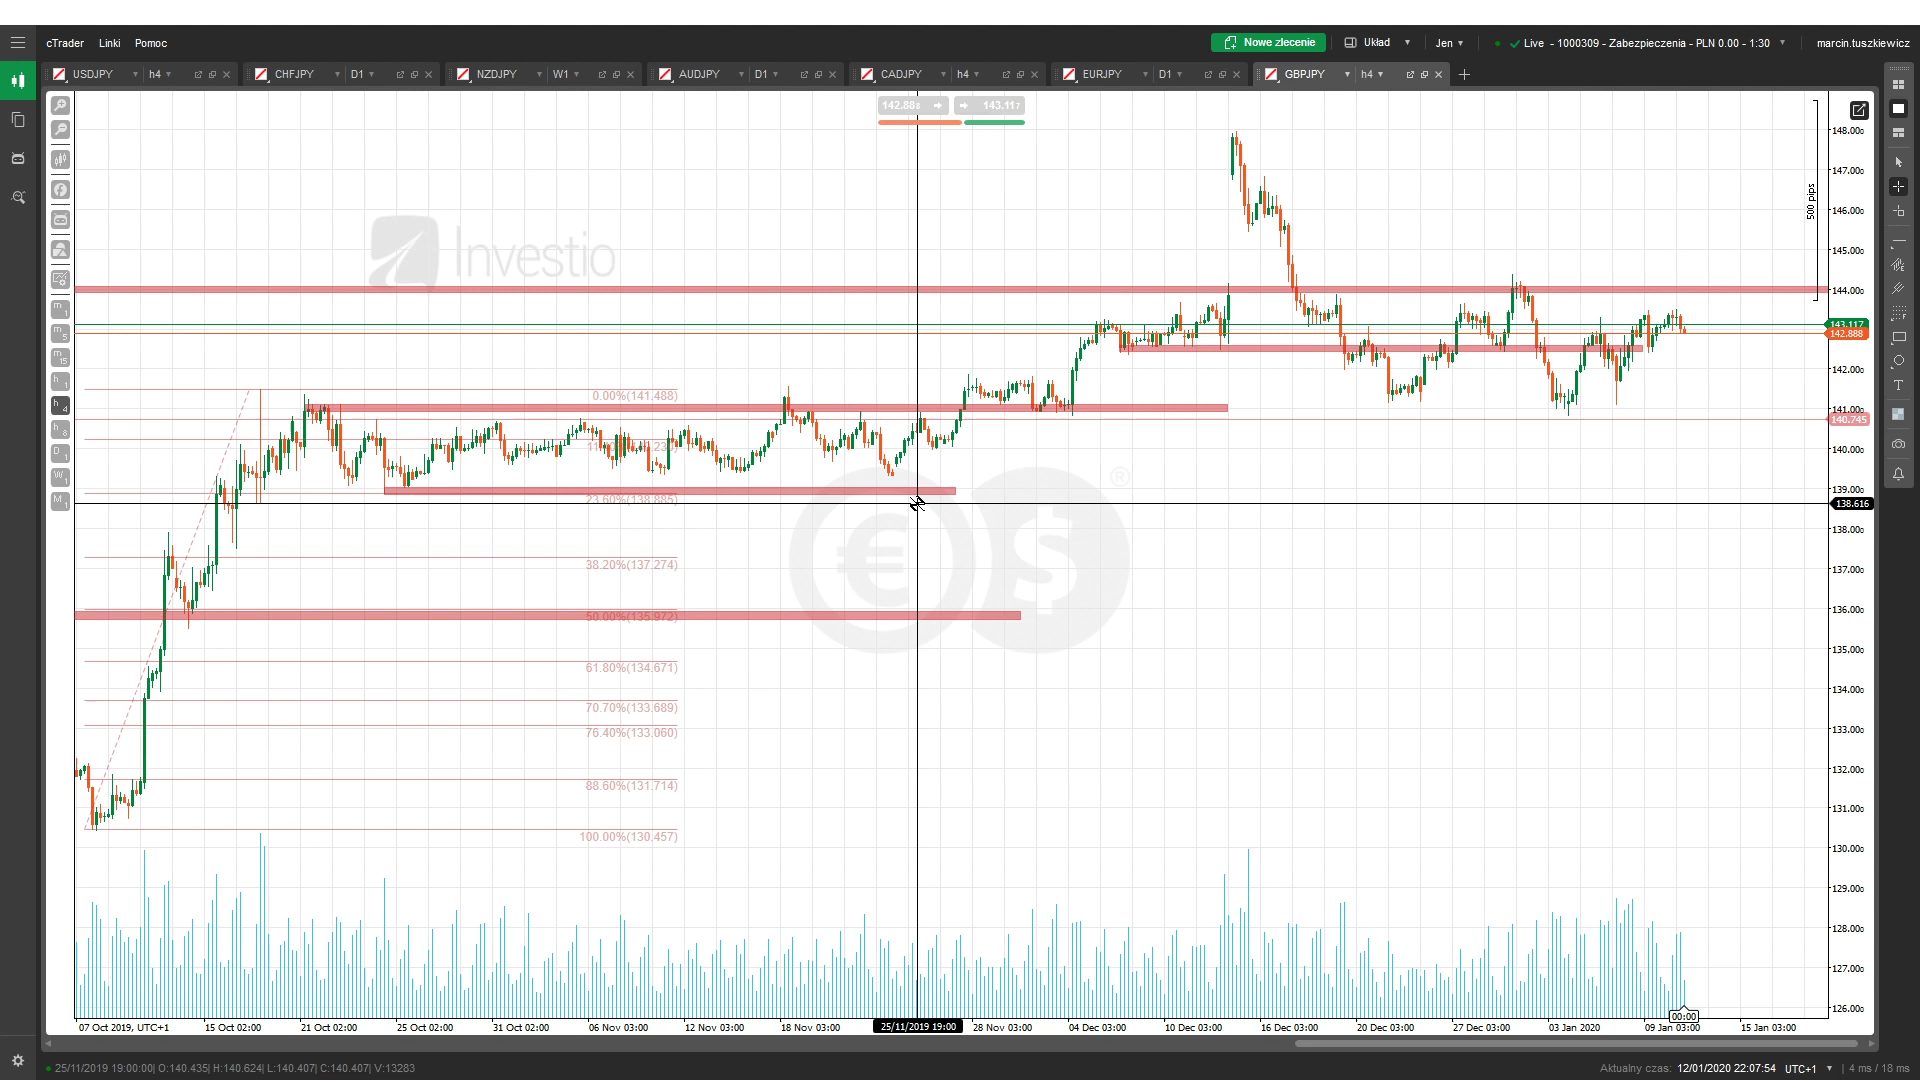 cTrader Linki Pomoc Nowe zlecenie Układ Jen Live - 1000309 - Zabezpieczenia - PLN 0.00 - 1:30 marcin.tuszkiewicz
USDJPY h4 CHFJPY D1 NZDJPY W1 AUDJPY D1 CADJPY h4 EURJPY D1 GBPJPY h4
142.888 143.117
Investio
500 pips
148.000
147.000
146.000
145.000
144.000
143.117
142.888
142.000
141.000
140.745
140.000
139.000
138.616
138.000
137.000
136.000
135.000
134.000
133.000
132.000
131.000
130.000
129.000
128.000
127.000
126.000
m1
m5
m15
h1
h4
h8
D1
W1
M1
0.00%(141.488)
23.60%(138.885)
38.20%(137.274)
50.00%(135.972)
61.80%(134.671)
70.70%(133.689)
76.40%(133.060)
88.60%(131.714)
100.00%(130.457)
€ $ ®
00:00
07 Oct 2019, UTC+1 15 Oct 02:00 21 Oct 02:00 25 Oct 02:00 31 Oct 02:00 06 Nov 03:00 12 Nov 03:00 18 Nov 03:00 25/11/2019 19:00 28 Nov 03:00 04 Dec 03:00 10 Dec 03:00 16 Dec 03:00 20 Dec 03:00 27 Dec 03:00 03 Jan 2020 09 Jan 03:00 15 Jan 03:00
25/11/2019 19:00:00| O:140.435| H:140.624| L:140.407| C:140.407| V:13283 Aktualny czas: 12/01/2020 22:07:54 UTC+1 | 4 ms / 18 ms